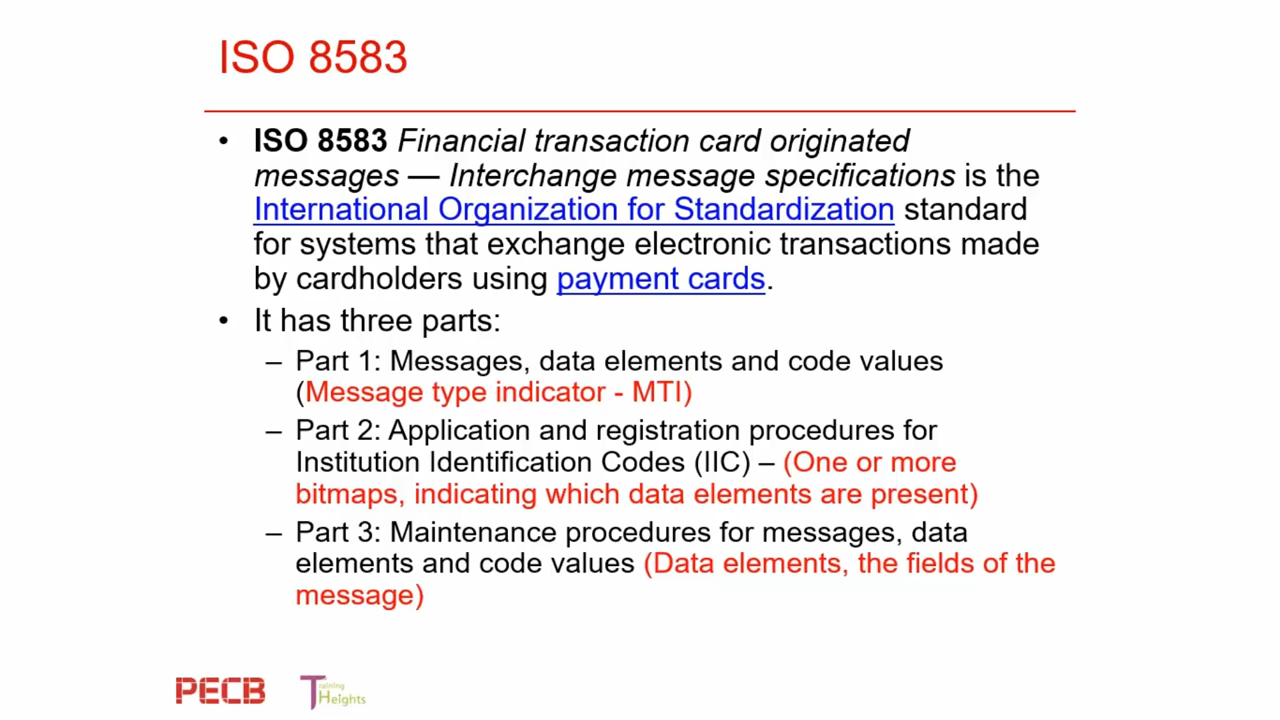 ISO 8583
• ISO 8583 Financial transaction card originated
messages — Interchange message specifications is the
International Organization for Standardization standard
for systems that exchange electronic transactions made
by cardholders using payment cards.
• It has three parts:
– Part 1: Messages, data elements and code values
(Message type indicator - MTI)
– Part 2: Application and registration procedures for
Institution Identification Codes (IIC) – (One or more
bitmaps, indicating which data elements are present)
– Part 3: Maintenance procedures for messages, data
elements and code values (Data elements, the fields of the
message)
PECB
Training
Heights